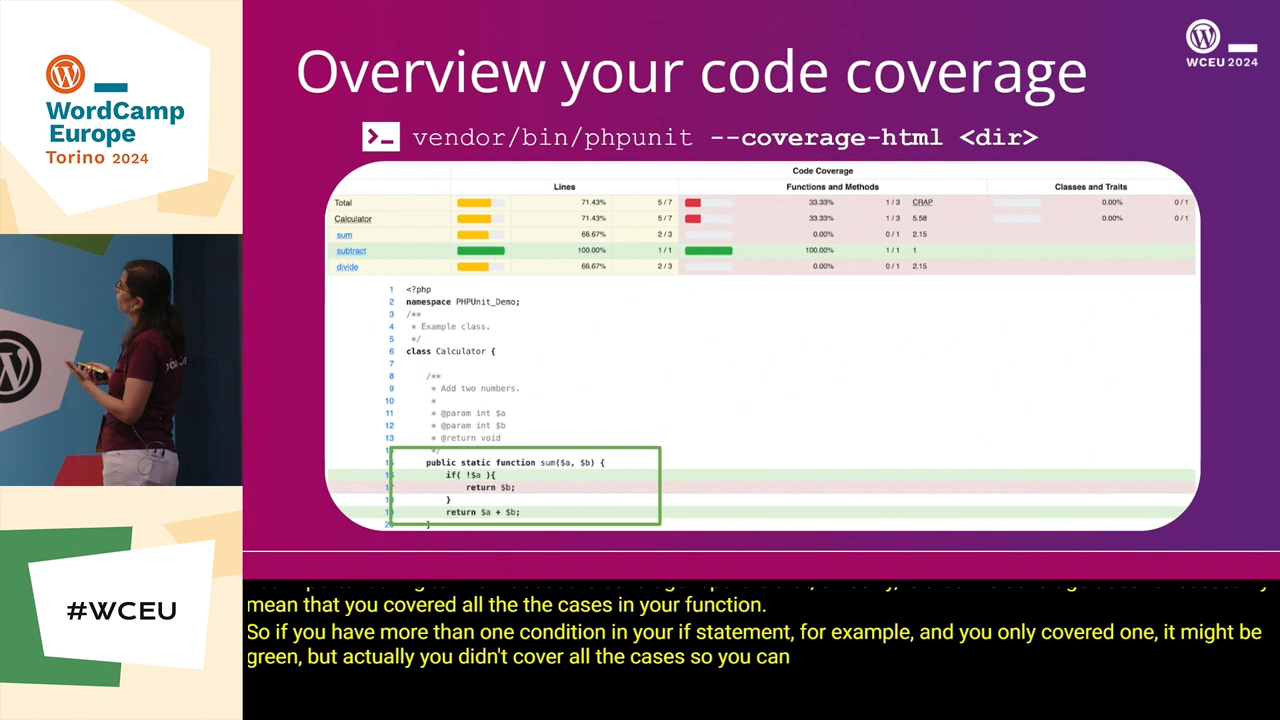 WordCamp
Europe
Torino 2024
#WCEU
Overview your code coverage
WCEU 2024
vendor/bin/phpunit --coverage-html <dir>
Code Coverage
Lines Functions and Methods Classes and Traits
Total 71.43% 5 / 7 33.33% 1 / 3 CRAP 0.00% 0 / 1
Calculator 71.43% 5 / 7 33.33% 1 / 3 5.58 0.00% 0 / 1
sum 66.67% 2 / 3 0.00% 0 / 1 2.15
subtract 100.00% 1 / 1 100.00% 1 / 1 1
divide 66.67% 2 / 3 0.00% 0 / 1 2.15
1 <?php
2 namespace PHPUnit_Demo;
3 /**
4 * Example class.
5 */
6 class Calculator {
7
8 /**
9 * Add two numbers.
10 *
11 * @param int $a
12 * @param int $b
13 * @return void
*/
public static function sum($a, $b) {
if( !$a ){
return $b;
}
return $a + $b;
}
mean that you covered all the the cases in your function.
So if you have more than one condition in your if statement, for example, and you only covered one, it might be
green, but actually you didn't cover all the cases so you can